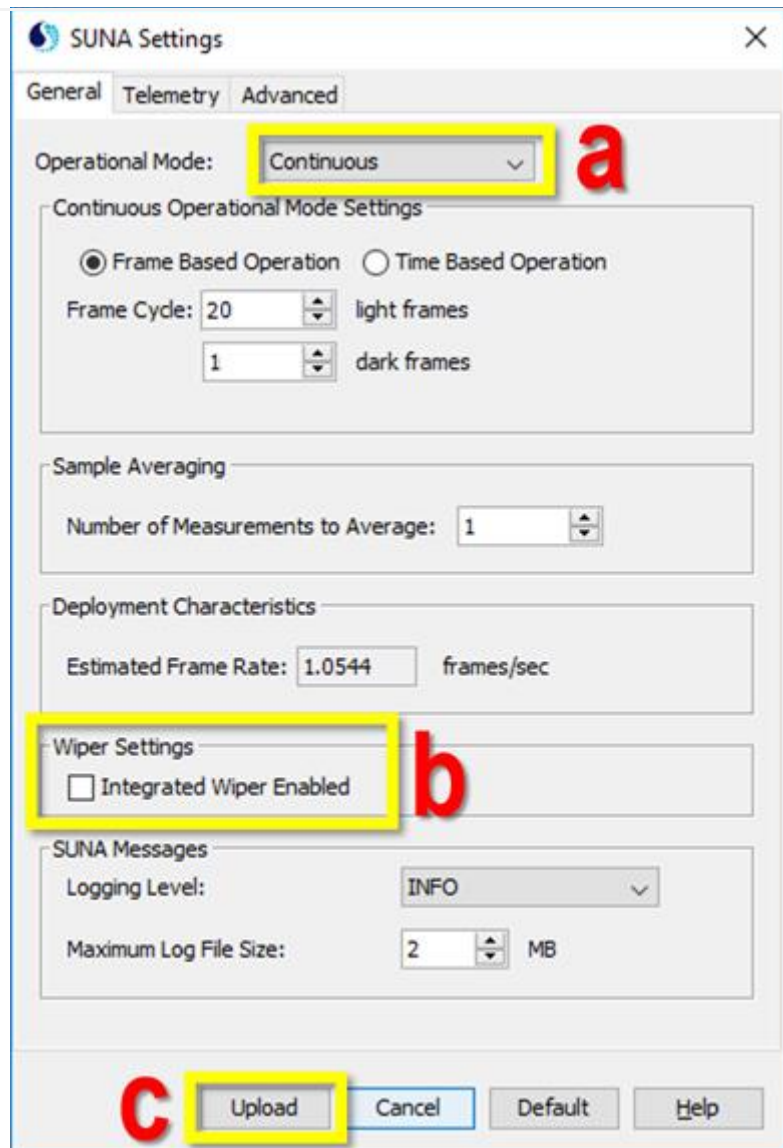 SUNA Settings
General Telemetry Advanced
Operational Mode: Continuous a
Continuous Operational Mode Settings
Frame Based Operation Time Based Operation
Frame Cycle: 20 light frames
1 dark frames
Sample Averaging
Number of Measurements to Average: 1
Deployment Characteristics
Estimated Frame Rate: 1.0544 frames/sec
Wiper Settings
Integrated Wiper Enabled b
SUNA Messages
Logging Level: INFO
Maximum Log File Size: 2 MB
c Upload Cancel Default Help